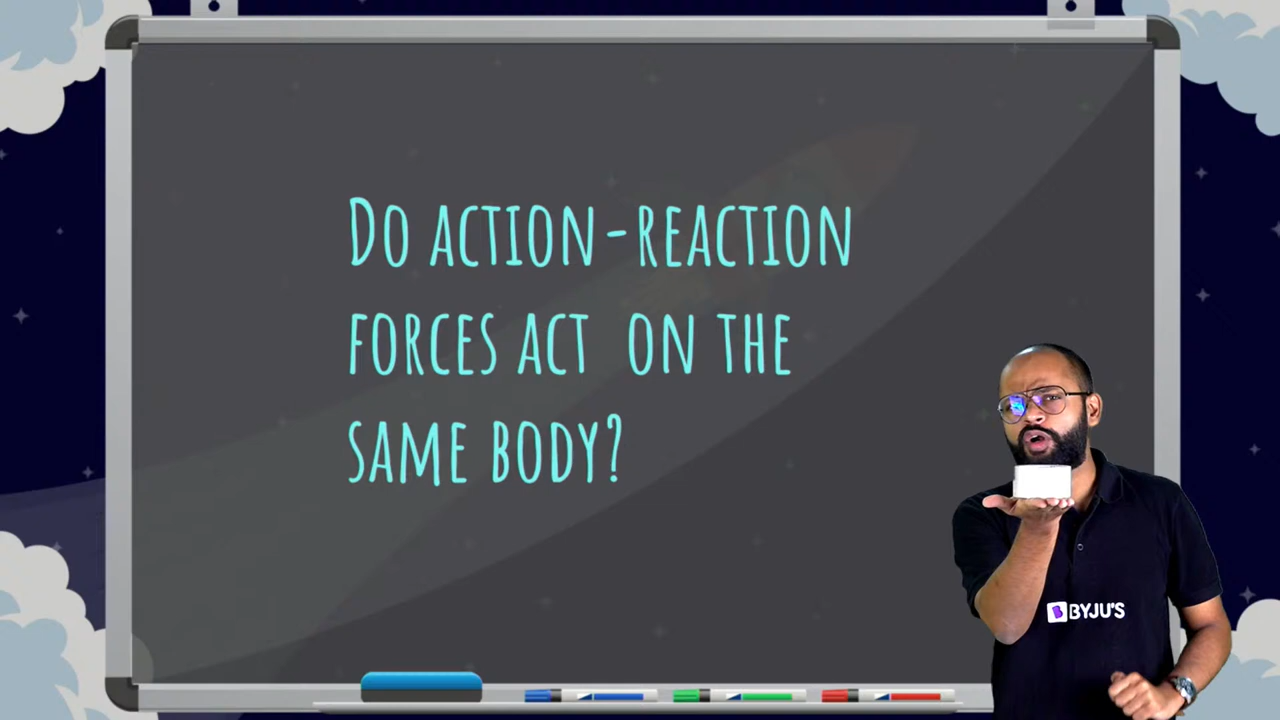 Do action-reaction
forces act on the
same body?
BYJU'S